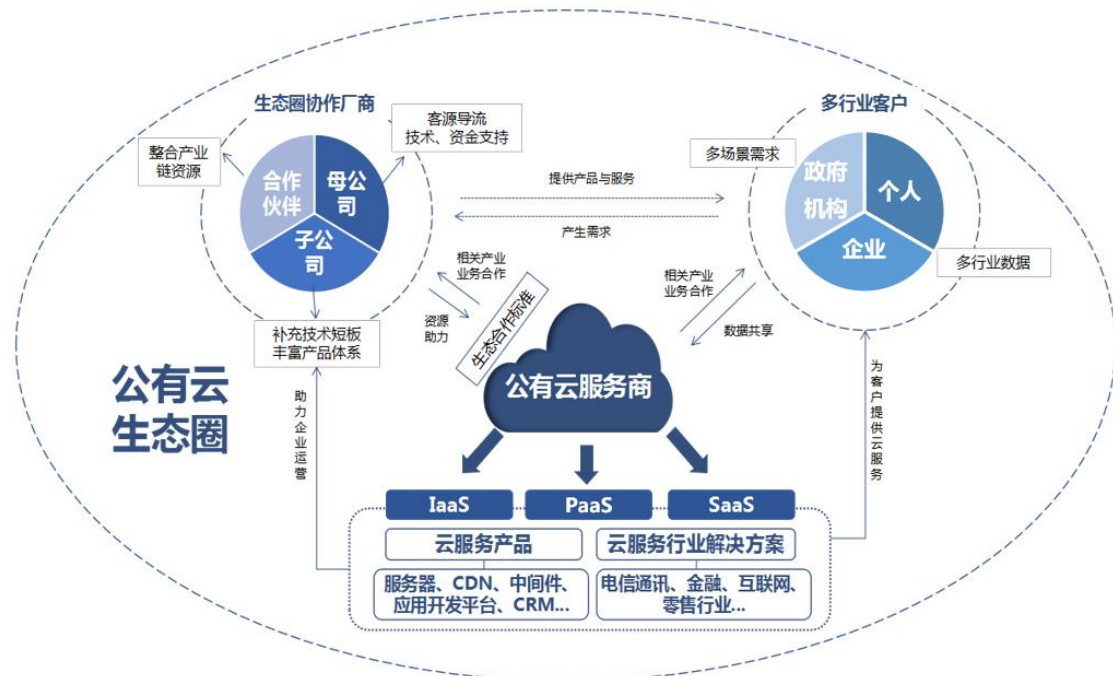 生态圈协作厂商
多行业客户
客源导流
技术、资金支持
整合产业
链资源
合作
伙伴
母公
司
子公
司
多场景需求
政府
机构
个人
企业
多行业数据
提供产品与服务
产生需求
相关产业
业务合作
资源
助力
生态合作标准
相关产业
业务合作
数据共享
补充技术短板
丰富产品体系
公有云
生态圈
公有云服务商
助力企业运营
为客户提供云服务
IaaS
PaaS
SaaS
云服务产品
云服务行业解决方案
服务器、CDN、中间件、
应用开发平台、CRM...
电信通讯、金融、互联网、
零售行业...